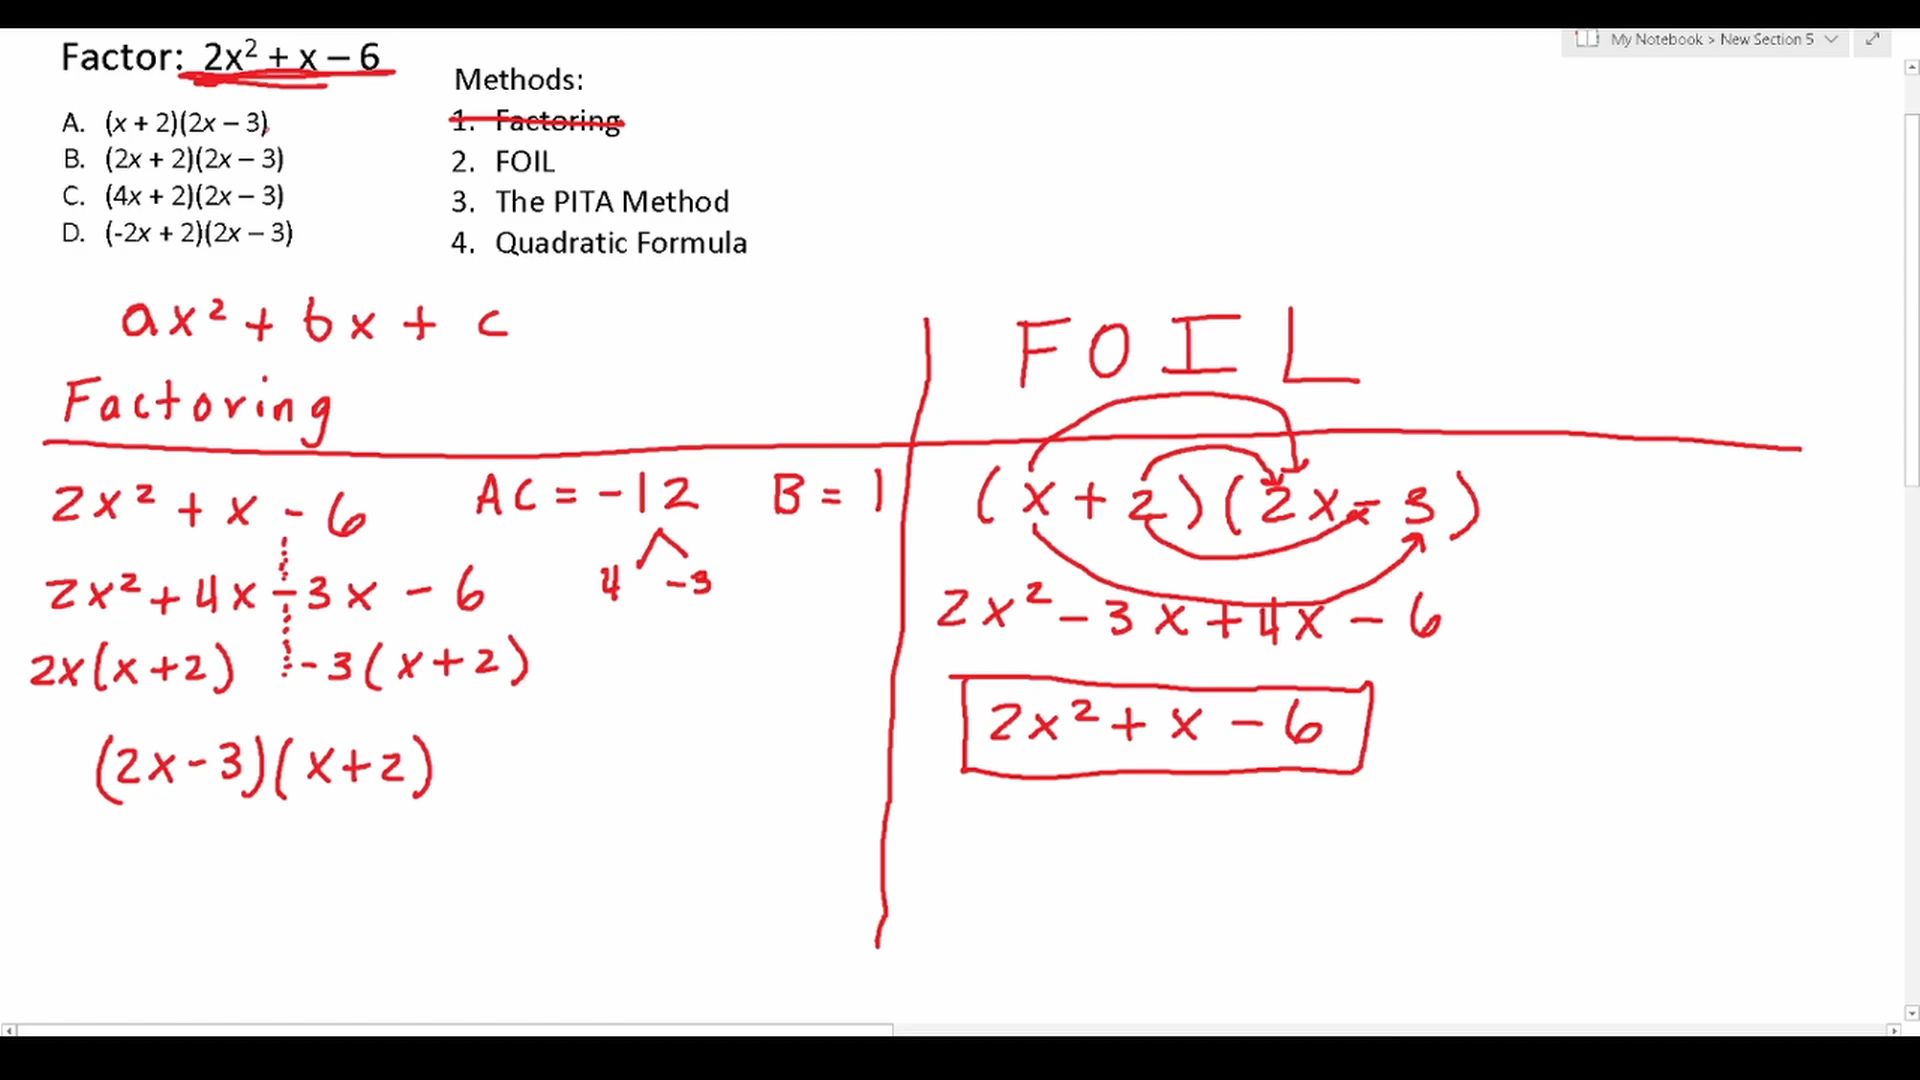 My Notebook > New Section 5
Factor: 2x² + x – 6
A. (x + 2)(2x – 3)
B. (2x + 2)(2x – 3)
C. (4x + 2)(2x – 3)
D. (-2x + 2)(2x – 3)
Methods:
1. Factoring
2. FOIL
3. The PITA Method
4. Quadratic Formula
ax² + bx + c
Factoring
2x² + x - 6 AC = -12 B = 1
4 -3
2x² + 4x - 3x - 6
2x(x+2) -3(x+2)
(2x-3)(x+2)
FOIL
(x + 2)(2x - 3)
2x² - 3x + 4x - 6
2x² + x - 6